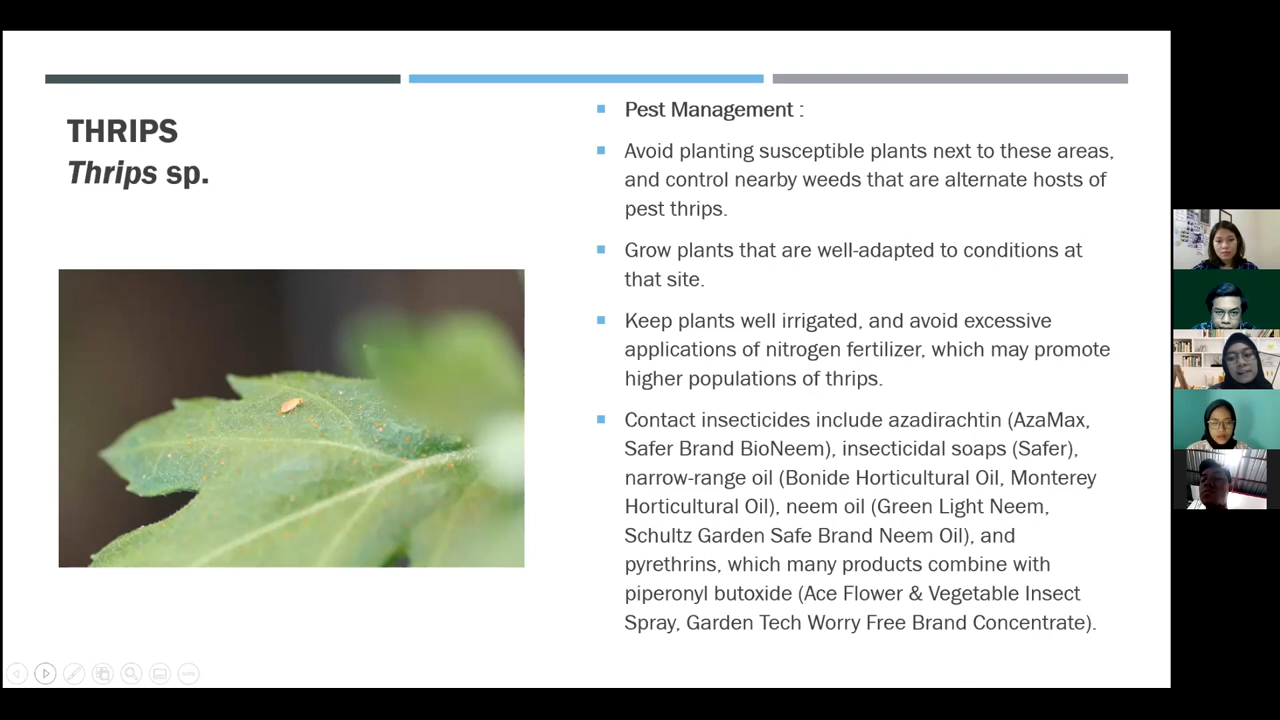 THRIPS
Thrips sp.
Pest Management :
Avoid planting susceptible plants next to these areas,
and control nearby weeds that are alternate hosts of
pest thrips.
Grow plants that are well-adapted to conditions at
that site.
Keep plants well irrigated, and avoid excessive
applications of nitrogen fertilizer, which may promote
higher populations of thrips.
Contact insecticides include azadirachtin (AzaMax,
Safer Brand BioNeem), insecticidal soaps (Safer),
narrow-range oil (Bonide Horticultural Oil, Monterey
Horticultural Oil), neem oil (Green Light Neem,
Schultz Garden Safe Brand Neem Oil), and
pyrethrins, which many products combine with
piperonyl butoxide (Ace Flower & Vegetable Insect
Spray, Garden Tech Worry Free Brand Concentrate).